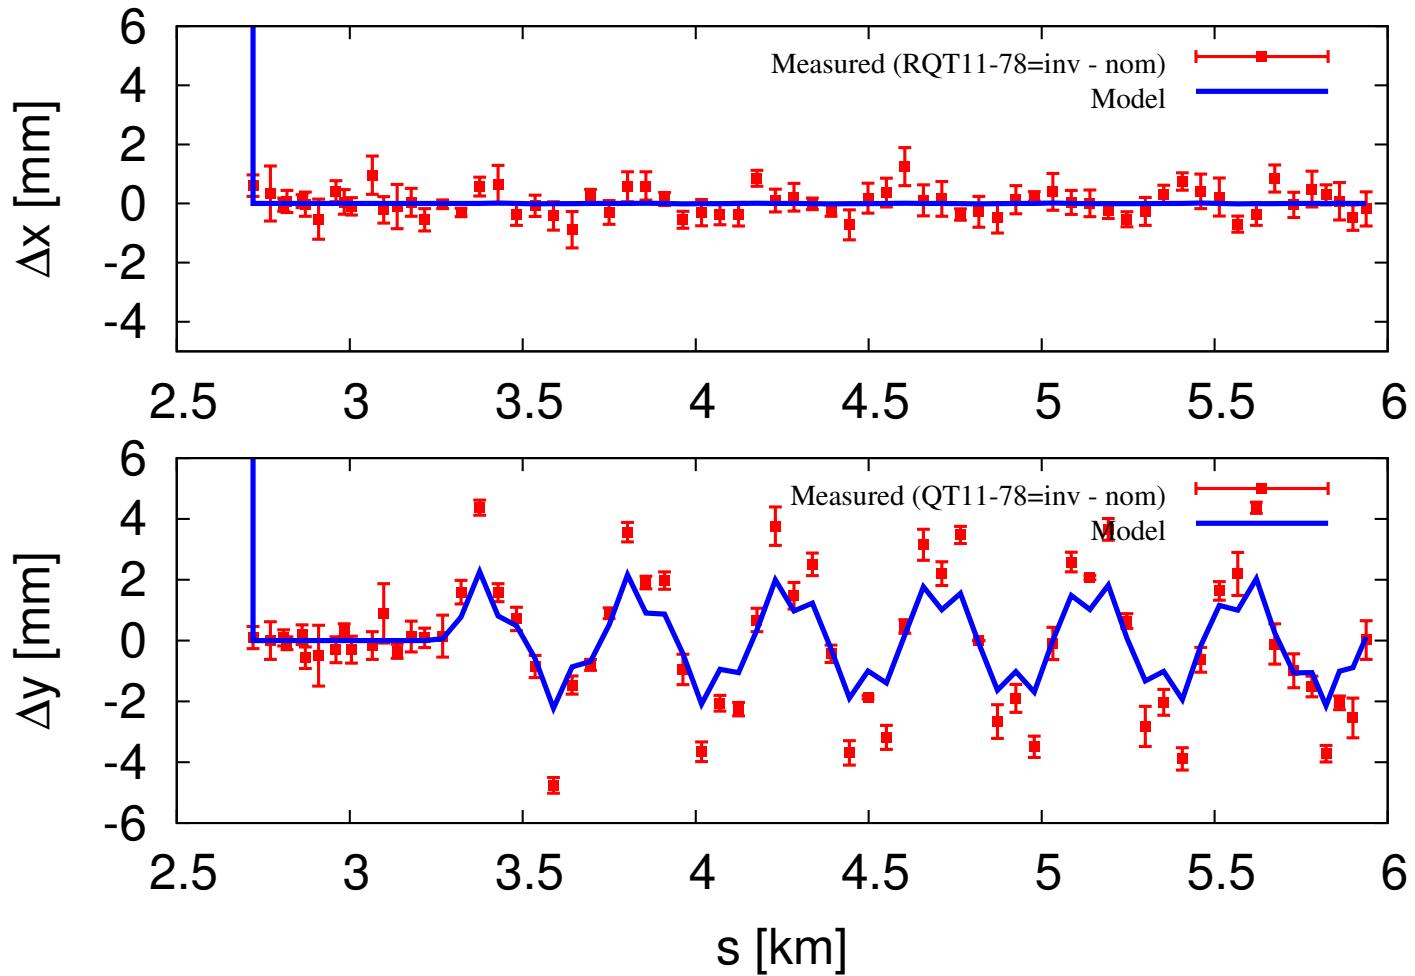 6
4
2
0
-2
-4
Δx [mm]
Measured (RQT11-78=inv - nom)
Model
2.5 3 3.5 4 4.5 5 5.5 6
6
4
2
0
-2
-4
-6
Δy [mm]
Measured (QT11-78=inv - nom)
Model
2.5 3 3.5 4 4.5 5 5.5 6
s [km]